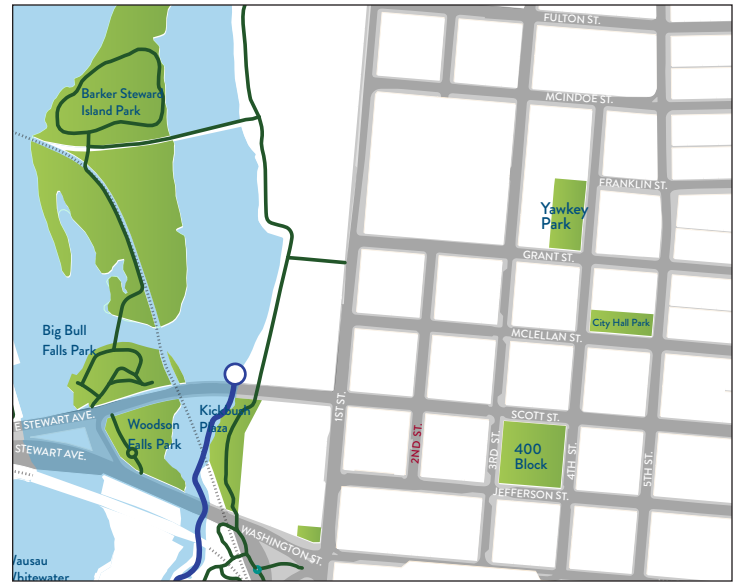 FULTON ST.
MCINDOE ST.
Barker Steward
Island Park
FRANKLIN ST.
Yawkey
Park
GRANT ST.
City Hall Park
Big Bull
Falls Park
MCLELLAN ST.
1ST ST.
Kickbush
Plaza
SCOTT ST.
E STEWART AVE.
Woodson
Falls Park
2ND ST.
3RD ST.
400
Block
4TH ST.
5TH ST.
STEWART AVE.
JEFFERSON ST.
WASHINGTON ST.